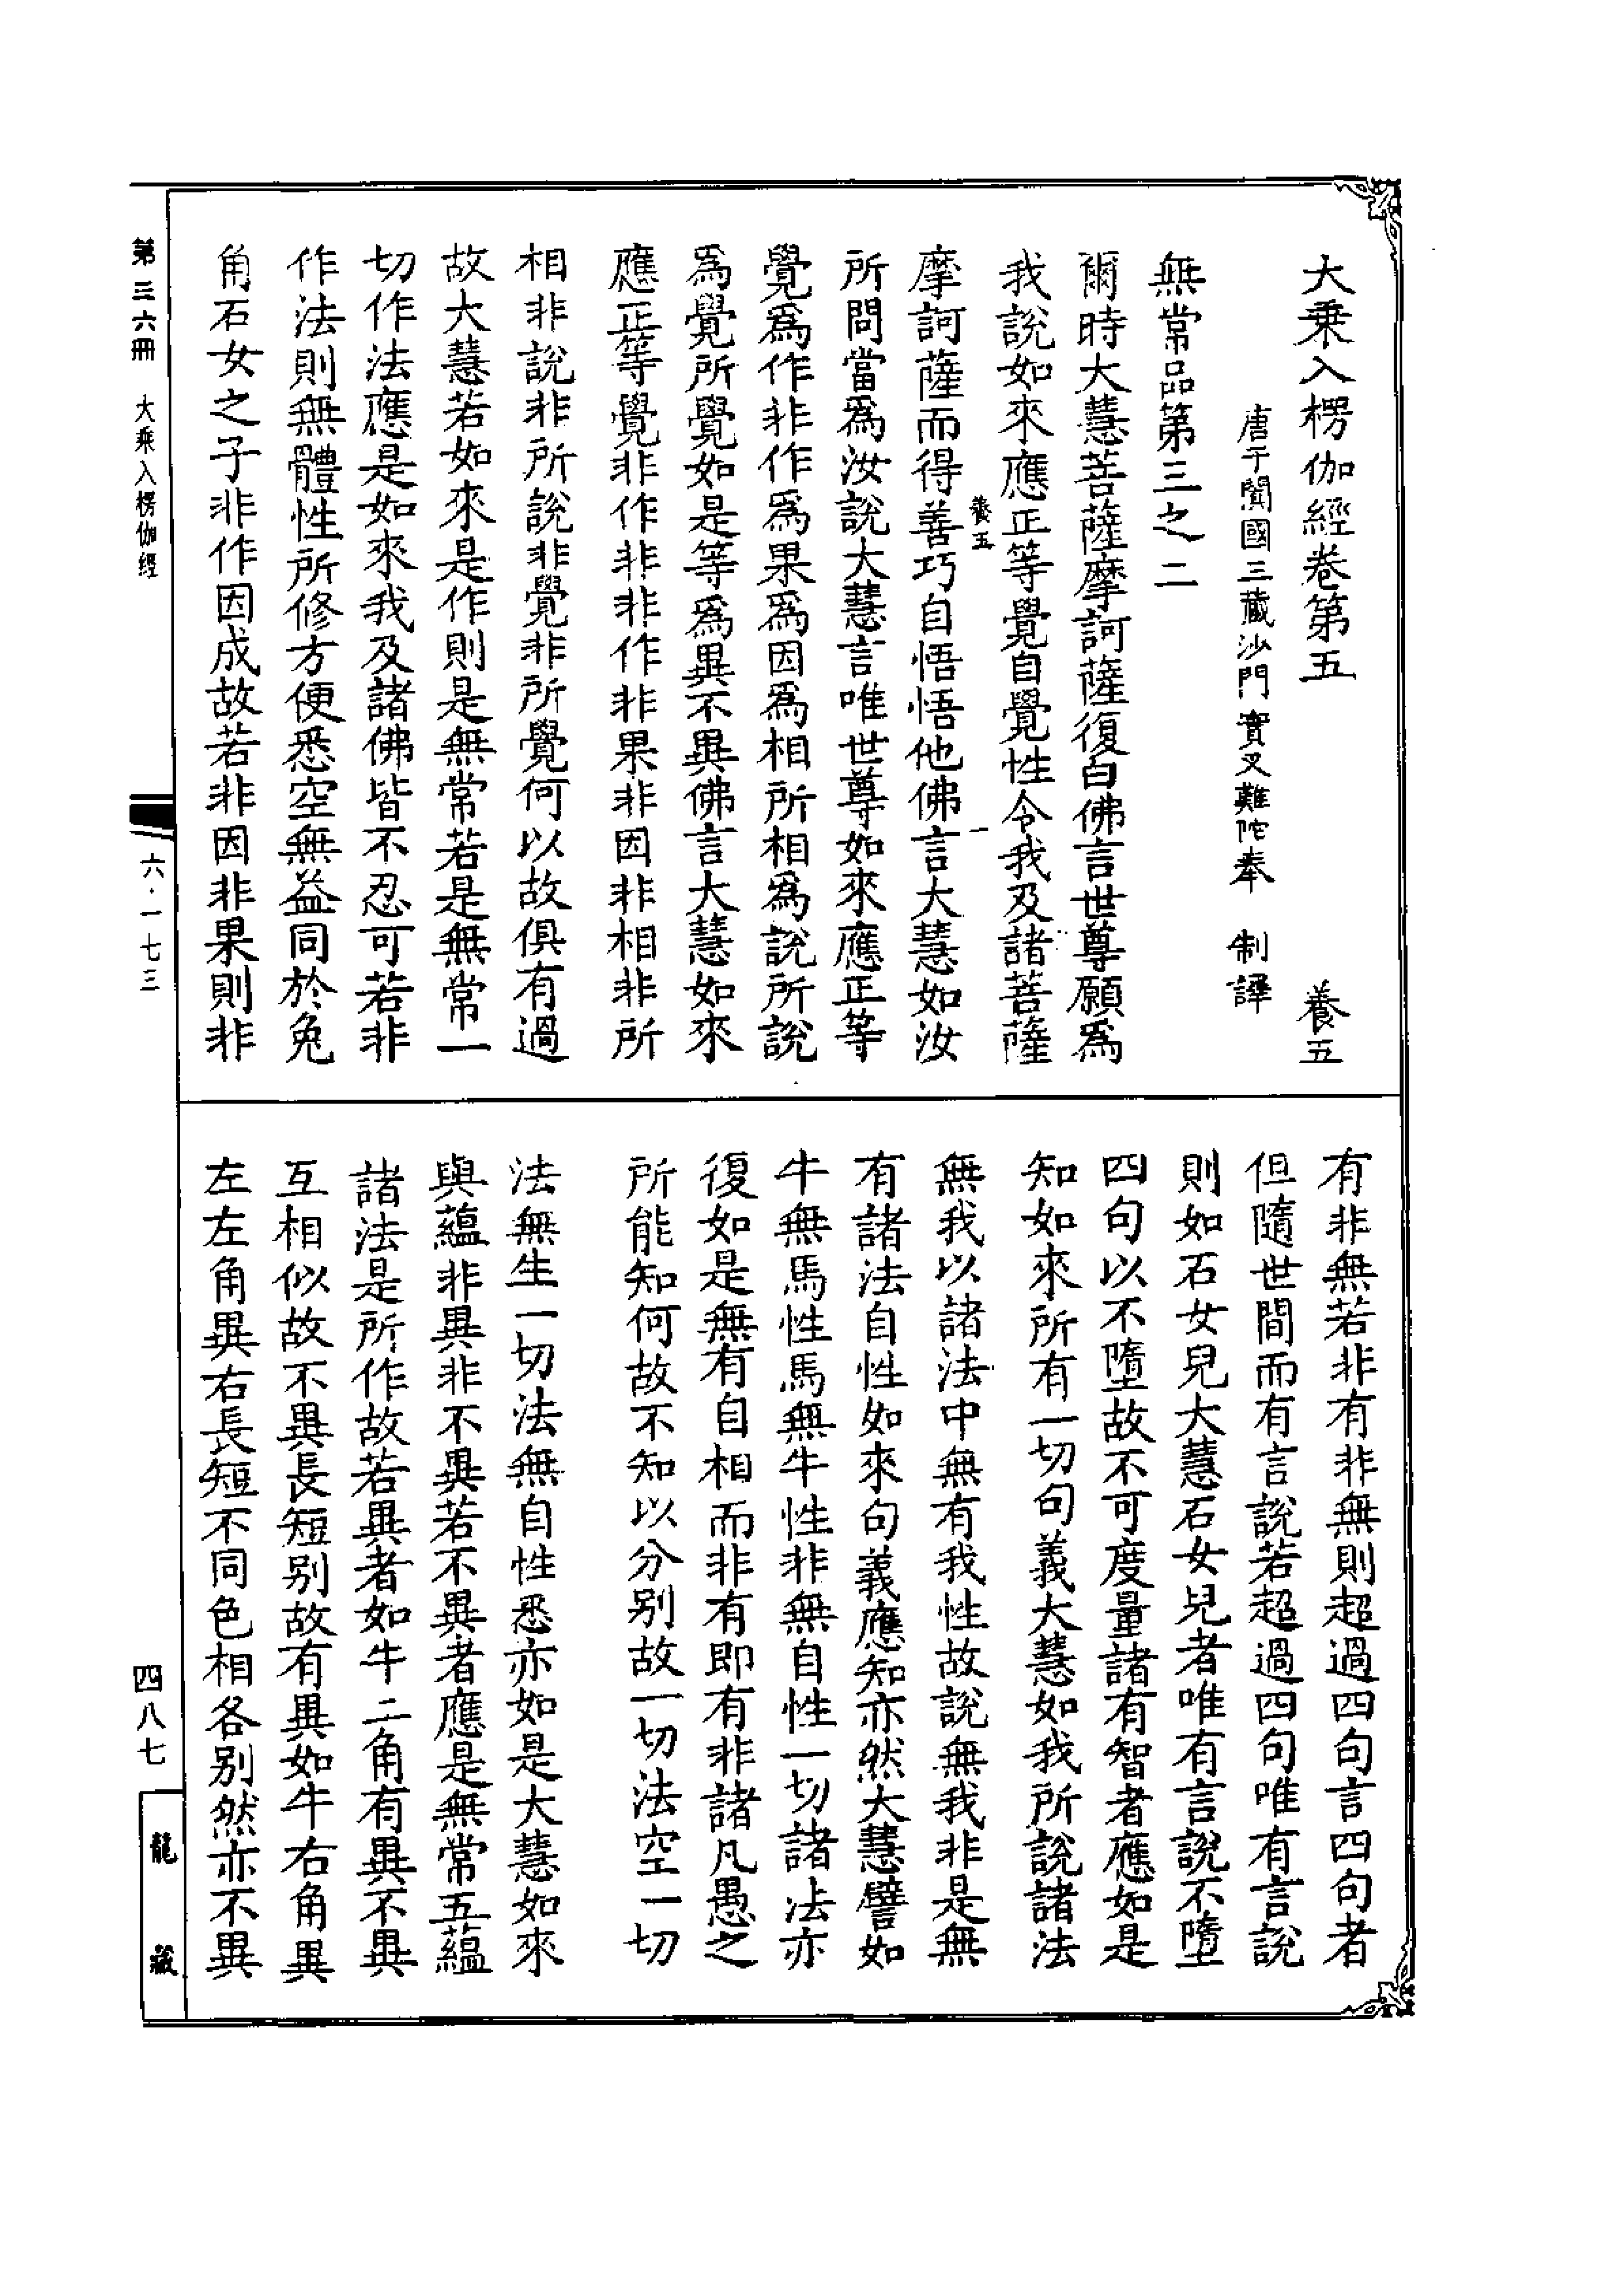 大乘入楞伽經卷第五　養五
唐于闐國三藏沙門實叉難陀奉　制譯
無常品第三之二
爾時大慧菩薩摩訶薩復白佛言世尊願為
我說如來應正等覺自覺性令我及諸菩薩
養五
摩訶薩而得善巧自悟悟他佛言大慧如汝
所問當為汝說大慧言唯世尊如來應正等
覺為作非作為果為因為相所相為說所說
為覺所覺如是等為異不異佛言大慧如來
應正等覺非作非非作非果非因非相非所
相非說非所說非覺非所覺何以故俱有過
故大慧若如來是作則是無常若是無常一
切作法應是如來我及諸佛皆不忍可若非
作法則無體性所修方便悉空無益同於兔
角石女之子非作因成故若非因非果則非
有非無若非有非無則超過四句言四句者
但隨世間而有言說若超過四句唯有言說
則如石女兒大慧石女兒者唯有言說不墮
四句以不墮故不可度量諸有智者應如是
知如來所有一切句義大慧如我所說諸法
無我以諸法中無有我性故說無我非是無
有諸法自性如來句義應知亦然大慧譬如
牛無馬性馬無牛性非無自性一切諸法亦
復如是無有自相而非有即有非諸凡愚之
所能知何故不知以分別故一切法空一切
法無生一切法無自性悉亦如是大慧如來
與蘊非異非不異若不異者應是無常五蘊
諸法是所作故若異者如牛二角有異不異
互相似故不異長短別故有異如牛右角異
左左角異右長短不同色相各別然亦不異
第三六冊　大乘入楞伽經
六·一七三
四八七
龍藏